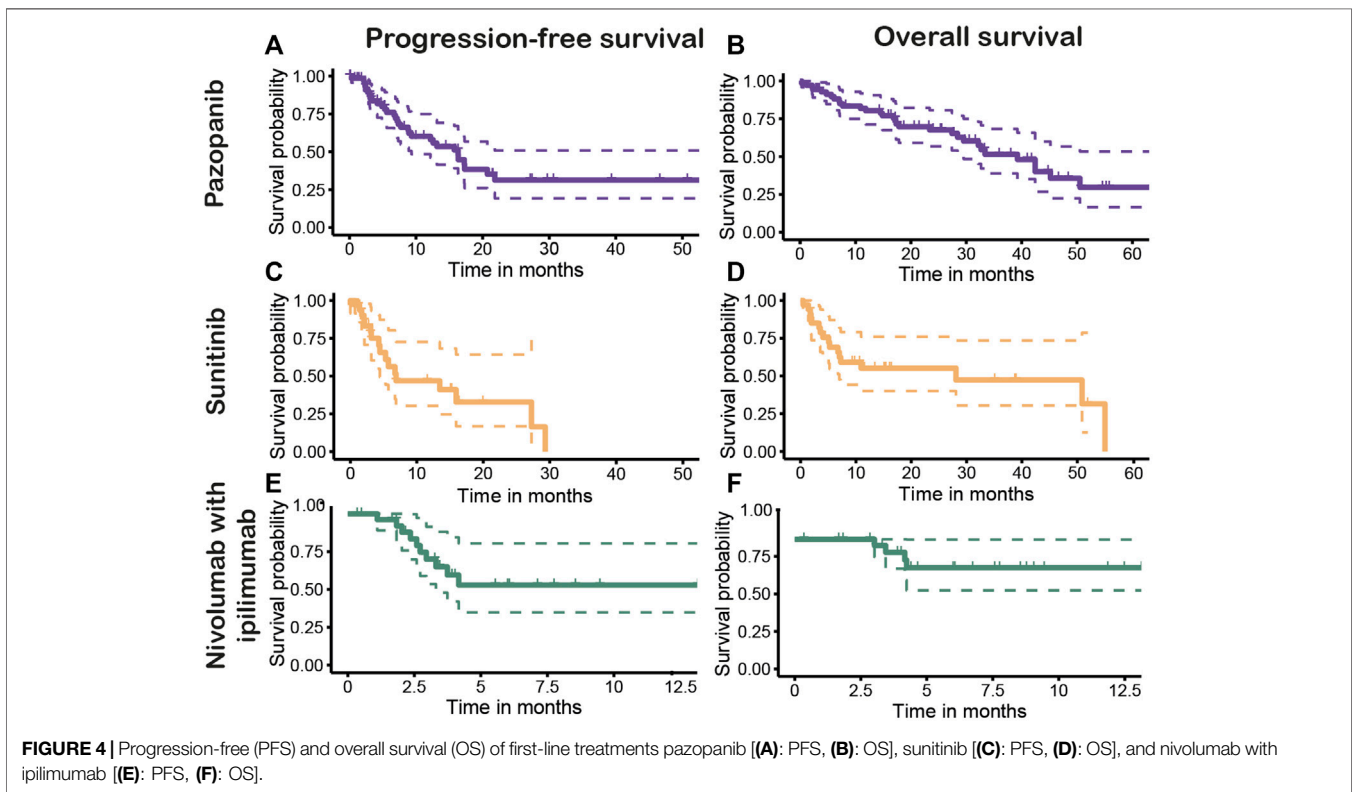 A Progression-free survival B Overall survival
Pazopanib
Survival probability
1.00
0.75
0.50
0.25
0.00
0 10 20 30 40 50
Time in months
Survival probability
1.00
0.75
0.50
0.25
0.00
0 10 20 30 40 50 60
Time in months
C
Sunitinib
Survival probability
1.00
0.75
0.50
0.25
0.00
0 10 20 30 40 50
Time in months
D
Survival probability
1.00
0.75
0.50
0.25
0.00
0 10 20 30 40 50 60
Time in months
E
Nivolumab with
ipilimumab
Survival probability
1.00
0.75
0.50
0.25
0.00
0 2.5 5 7.5 10 12.5
Time in months
F
Survival probability
1.00
0.75
0.50
0.25
0.00
0 2.5 5 7.5 10 12.5
Time in months
FIGURE 4 | Progression-free (PFS) and overall survival (OS) of first-line treatments pazopanib [(A): PFS, (B): OS], sunitinib [(C): PFS, (D): OS], and nivolumab with
ipilimumab [(E): PFS, (F): OS].